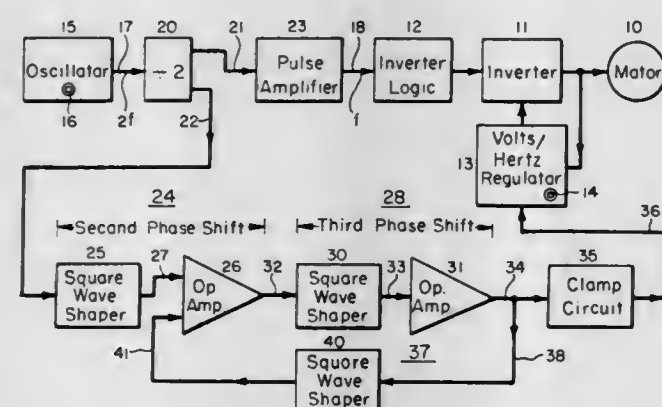 15 17 20 21 23 18 12 11 10
Oscillator
16
2f
÷ 2
22
Pulse
Amplifier
f
Inverter
Logic
Inverter
Motor
13
Volts/
Hertz
Regulator
14
36
24
Second Phase Shift
28
Third Phase Shift
25 27 26 32 30 33 31 34 35
Square
Wave
Shaper
Op
Amp
Square
Wave
Shaper
Op.
Amp
Clamp
Circuit
41
40
37
38
Square
Wave
Shaper